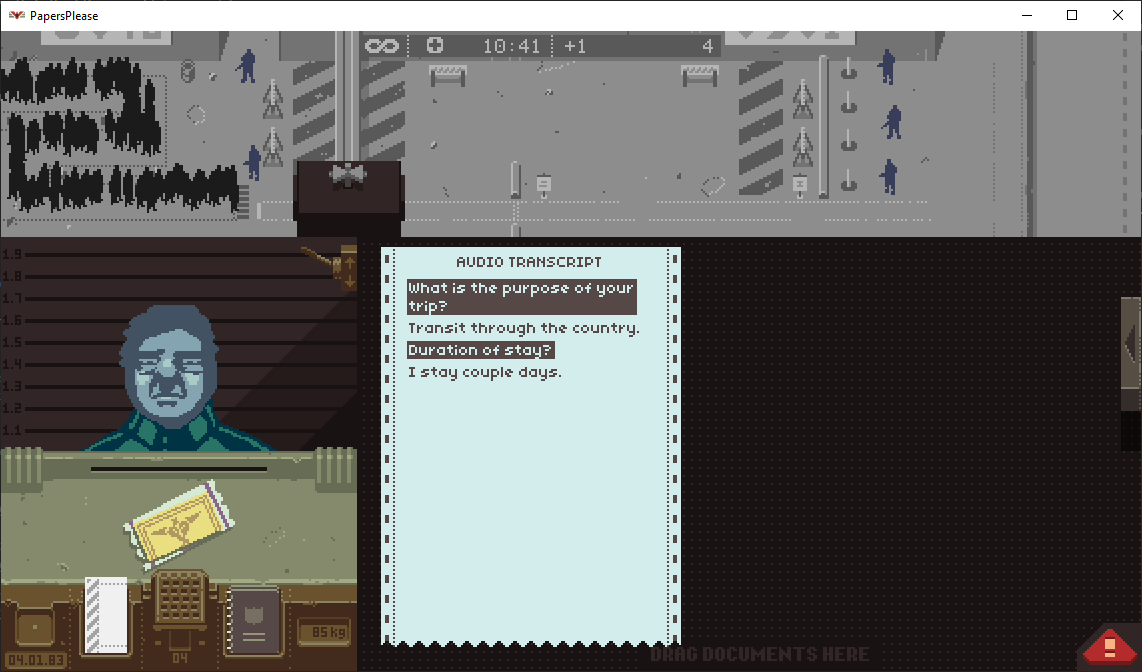 PapersPlease
10:41 +1 4
1.9
1.8
1.7
1.6
1.5
1.4
1.3
1.2
1.1
AUDIO TRANSCRIPT
What is the purpose of your
trip?
Transit through the country.
Duration of stay?
I stay couple days.
85kg
04.01.83
04
DRAG DOCUMENTS HERE